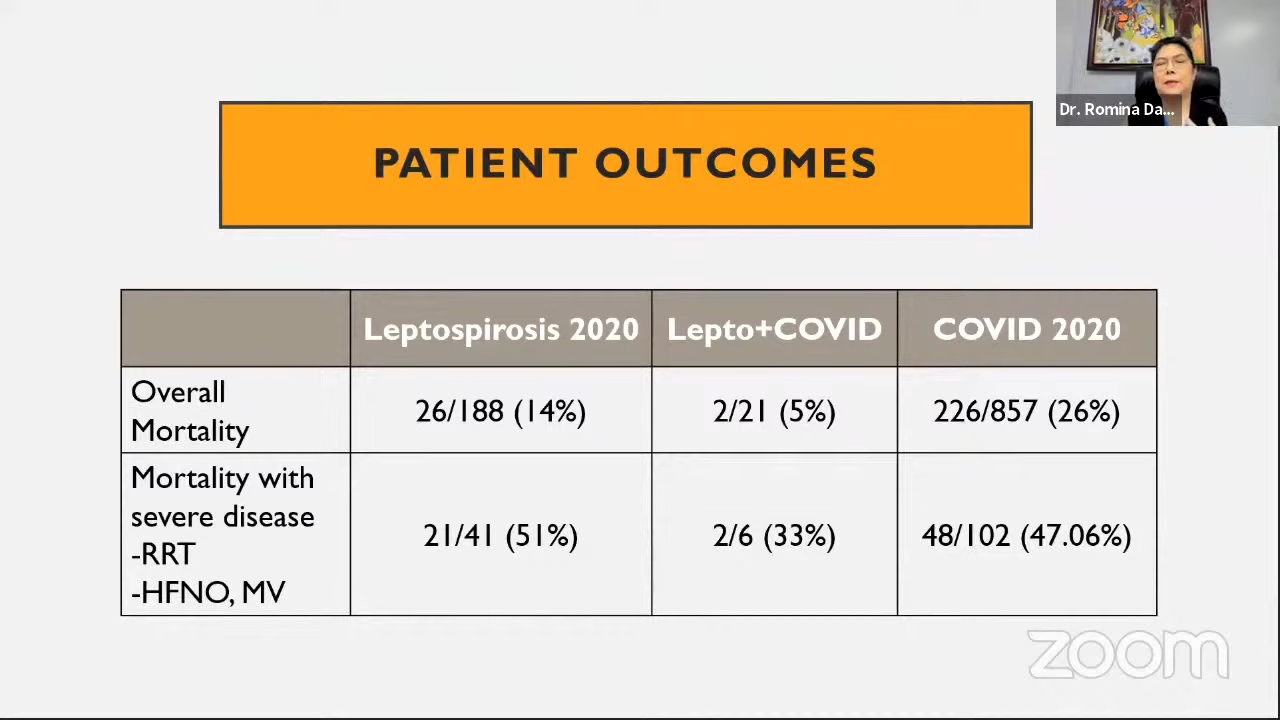 Dr. Romina Da...
PATIENT OUTCOMES
Leptospirosis 2020 Lepto+COVID COVID 2020
Overall
Mortality
26/188 (14%) 2/21 (5%) 226/857 (26%)
Mortality with
severe disease
-RRT
-HFNO, MV
21/41 (51%) 2/6 (33%) 48/102 (47.06%)
zoom